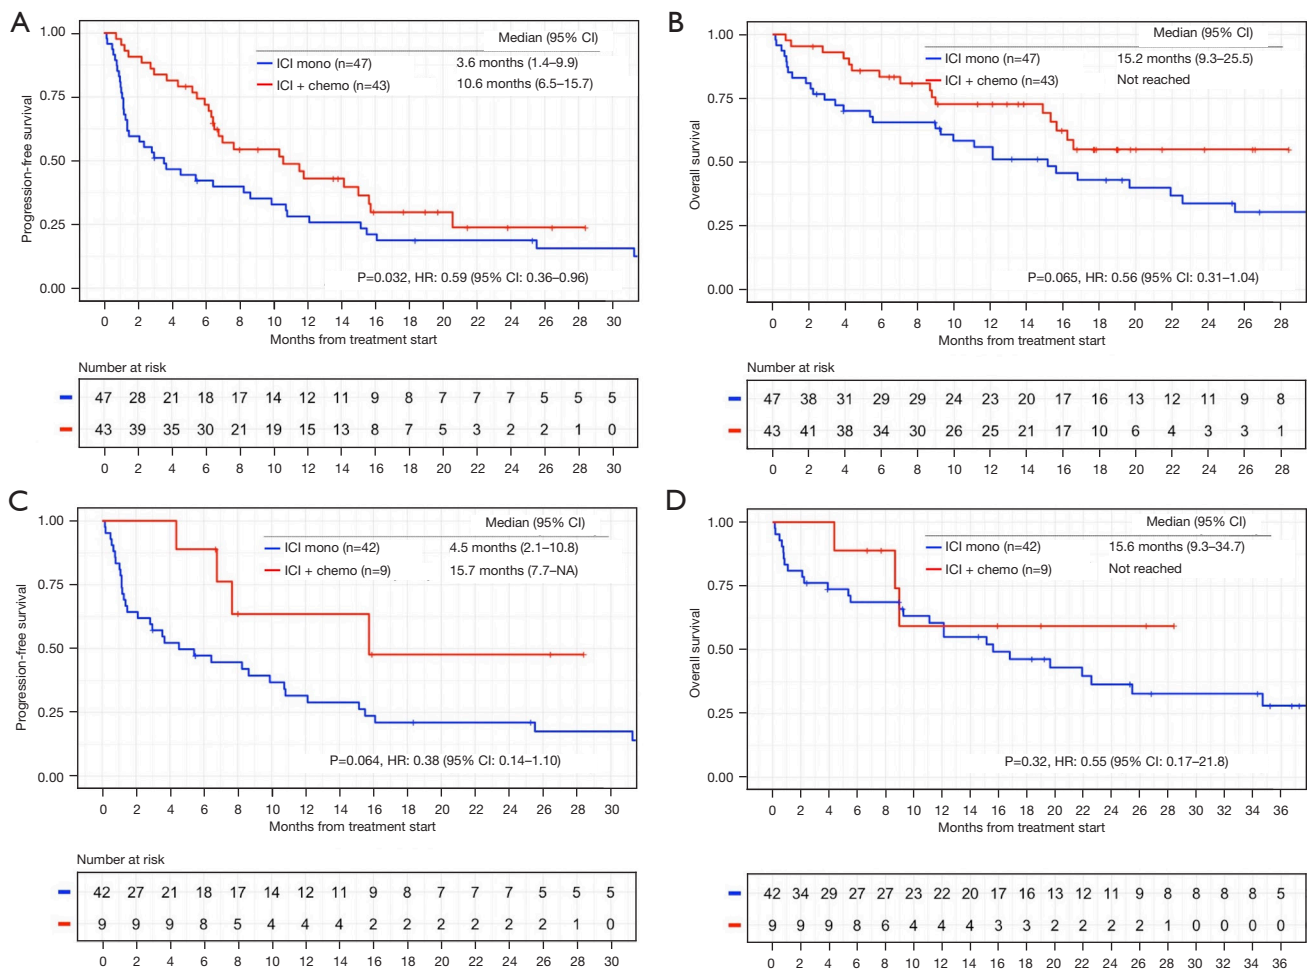 A
Median (95% CI)
ICI mono (n=47) 3.6 months (1.4–9.9)
ICI + chemo (n=43) 10.6 months (6.5–15.7)
1.00
0.75
0.50
0.25
0.00
Progression-free survival
P=0.032, HR: 0.59 (95% CI: 0.36–0.96)
0 2 4 6 8 10 12 14 16 18 20 22 24 26 28 30
Months from treatment start
Number at risk
47 28 21 18 17 14 12 11 9 8 7 7 7 5 5 5
43 39 35 30 21 19 15 13 8 7 5 3 2 2 1 0
0 2 4 6 8 10 12 14 16 18 20 22 24 26 28 30
B
Median (95% CI)
ICI mono (n=47) 15.2 months (9.3–25.5)
ICI + chemo (n=43) Not reached
1.00
0.75
0.50
0.25
0.00
Overall survival
P=0.065, HR: 0.56 (95% CI: 0.31–1.04)
0 2 4 6 8 10 12 14 16 18 20 22 24 26 28
Months from treatment start
Number at risk
47 38 31 29 29 24 23 20 17 16 13 12 11 9 8
43 41 38 34 30 26 25 21 17 10 6 4 3 3 1
0 2 4 6 8 10 12 14 16 18 20 22 24 26 28
C
Median (95% CI)
ICI mono (n=42) 4.5 months (2.1–10.8)
ICI + chemo (n=9) 15.7 months (7.7–NA)
1.00
0.75
0.50
0.25
0.00
Progression-free survival
P=0.064, HR: 0.38 (95% CI: 0.14–1.10)
0 2 4 6 8 10 12 14 16 18 20 22 24 26 28 30
Months from treatment start
Number at risk
42 27 21 18 17 14 12 11 9 8 7 7 7 5 5 5
9 9 9 8 5 4 4 4 2 2 2 2 2 2 1 0
0 2 4 6 8 10 12 14 16 18 20 22 24 26 28 30
D
Median (95% CI)
ICI mono (n=42) 15.6 months (9.3–34.7)
ICI + chemo (n=9) Not reached
1.00
0.75
0.50
0.25
0.00
Overall survival
P=0.32, HR: 0.55 (95% CI: 0.17–21.8)
0 2 4 6 8 10 12 14 16 18 20 22 24 26 28 30 32 34 36
Months from treatment start
42 34 29 27 27 23 22 20 17 16 13 12 11 9 8 8 8 8 5
9 9 9 8 6 4 4 4 3 3 2 2 2 2 1 0 0 0 0
0 2 4 6 8 10 12 14 16 18 20 22 24 26 28 30 32 34 36